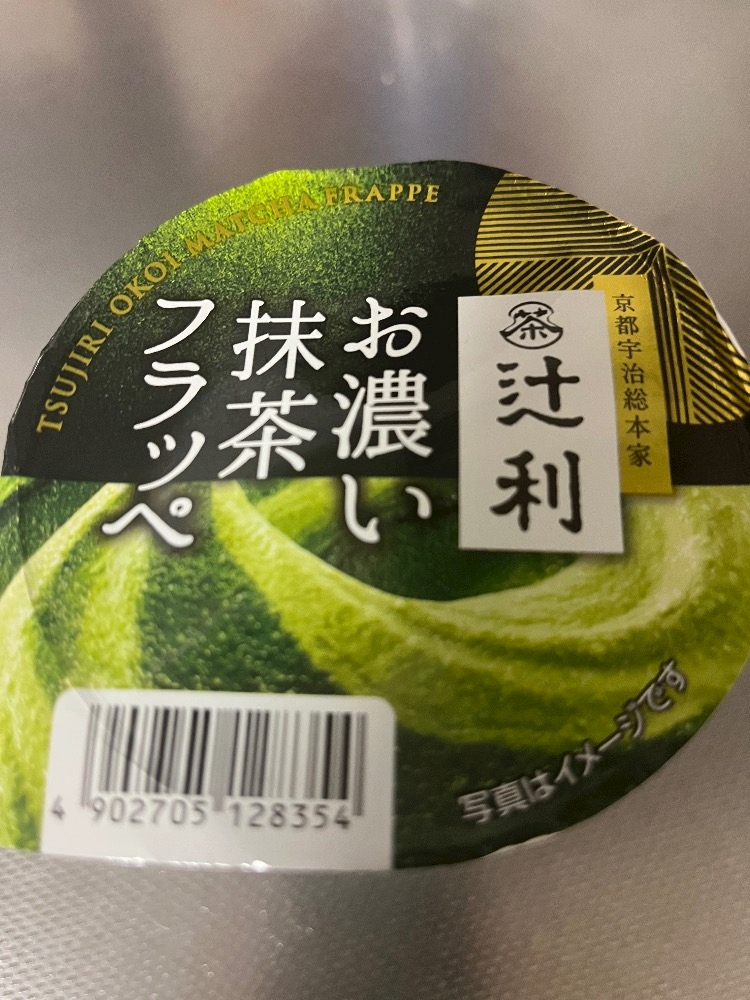 TSUJIRI OKOI MATCHA FRAPPE
京都宇治総本家
茶
辻利
お濃い
抹茶
フラッペ
写真はイメージです
4 902705 128354